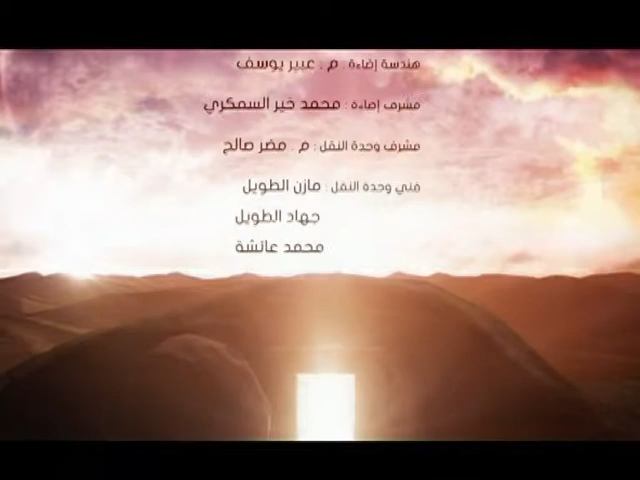 هندسة إضاءة : م . عبير يوسف
مشرف إضاءة : محمد خير السمكري
مشرف وحدة النقل : م . مضر صالح
فني وحدة النقل : مازن الطويل
جهاد الطويل
محمد عائشة